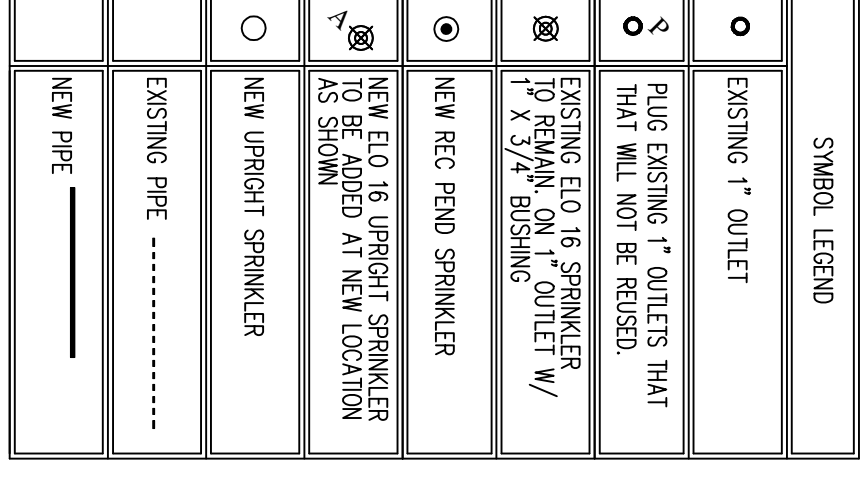 SYMBOL LEGEND
EXISTING 1" OUTLET
P
PLUG EXISTING 1" OUTLETS THAT
THAT WILL NOT BE REUSED.
EXISTING ELO 16 SPRINKLER
TO REMAIN. ON 1" OUTLET W/
1" X 3/4" BUSHING
NEW REC PEND SPRINKLER
A
NEW ELO 16 UPRIGHT SPRINKLER
TO BE ADDED AT NEW LOCATION
AS SHOWN
NEW UPRIGHT SPRINKLER
EXISTING PIPE
NEW PIPE